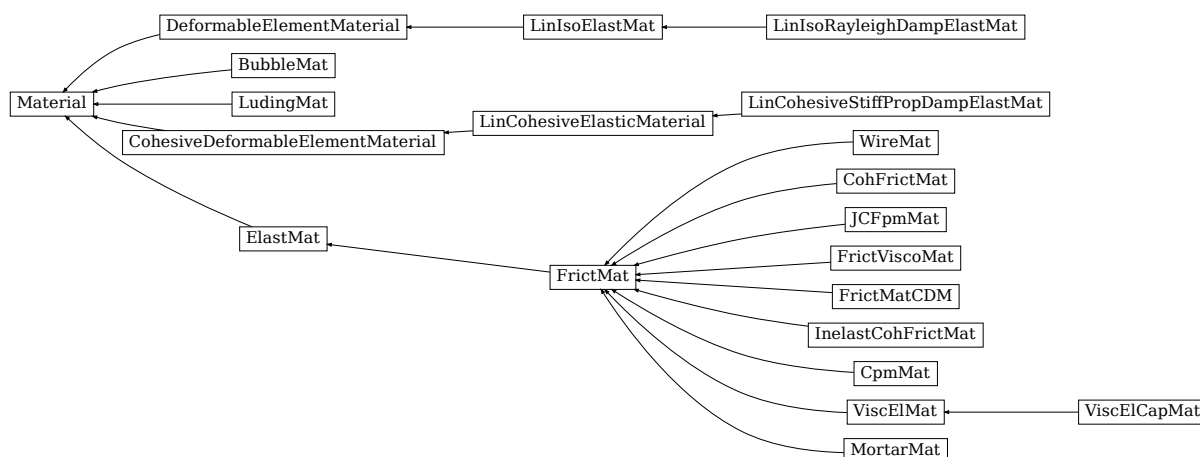 DeformableElementMaterial
LinIsoElastMat
LinIsoRayleighDampElastMat
BubbleMat
Material
LudingMat
LinCohesiveStiffPropDampElastMat
LinCohesiveElasticMaterial
CohesiveDeformableElementMaterial
WireMat
CohFrictMat
JCFpmMat
ElastMat
FrictViscoMat
FrictMat
FrictMatCDM
InelastCohFrictMat
CpmMat
ViscElMat
ViscElCapMat
MortarMat